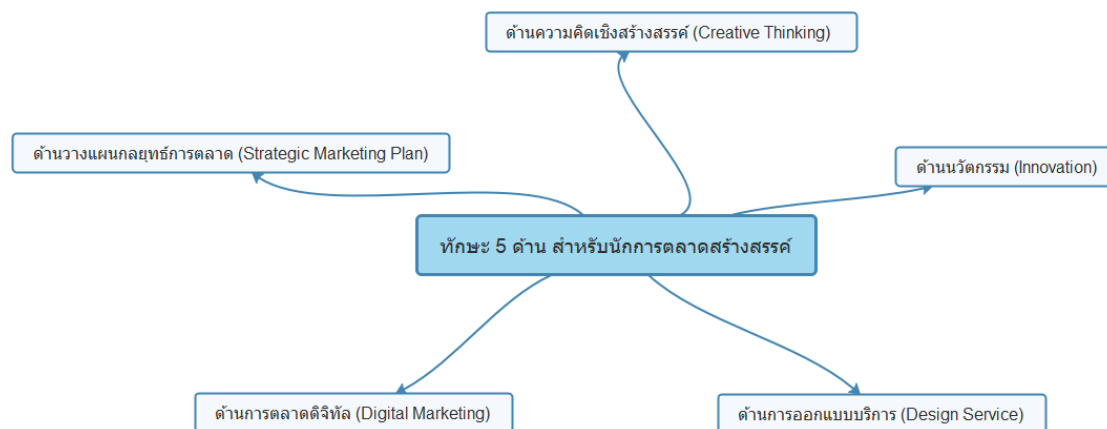 ด้านความคิดเชิงสร้างสรรค์ (Creative Thinking)
ด้านวางแผนกลยุทธ์การตลาด (Strategic Marketing Plan)
ด้านนวัตกรรม (Innovation)
ทักษะ 5 ด้าน สำหรับนักการตลาดสร้างสรรค์
ด้านการตลาดดิจิทัล (Digital Marketing)
ด้านการออกแบบบริการ (Design Service)